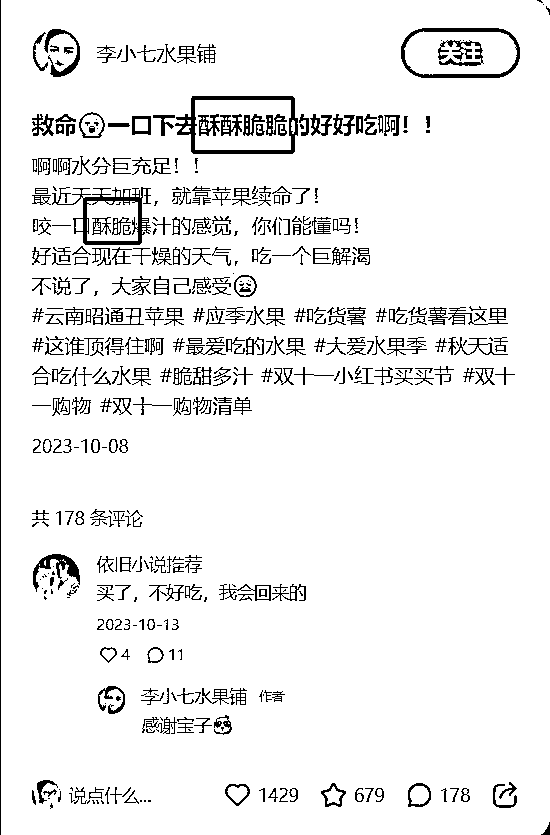 李小七水果铺
关注
救命一口下去酥酥脆脆的好好吃啊！！
啊啊水分巨充足！！
最近天天加班，就靠苹果续命了！
咬一口酥脆爆汁的感觉，你们能懂吗！
好适合现在干燥的天气，吃一个巨解渴
不说了，大家自己感受
#云南昭通丑苹果 #应季水果 #吃货薯 #吃货薯看这里
#这谁顶得住啊 #最爱吃的水果 #大爱水果季 #秋天适
合吃什么水果 #脆甜多汁 #双十一小红书买买节 #双十
一购物 #双十一购物清单
2023-10-08
共 178 条评论
依旧小说推荐
买了，不好吃，我会回来的
2023-10-13
4 11
李小七水果铺 作者
感谢宝子
说点什么... 1429 679 178